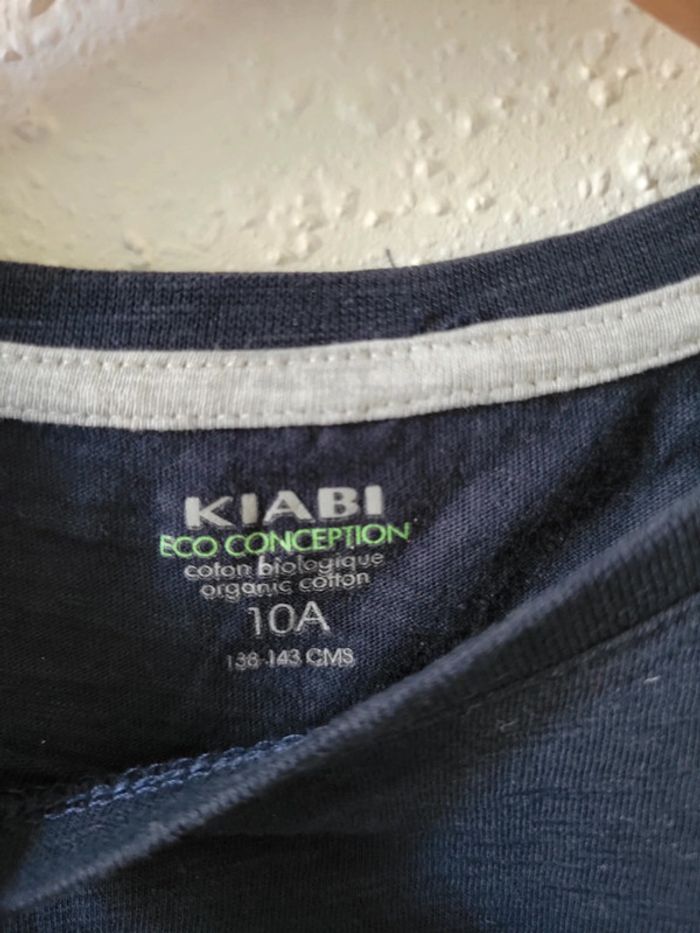 KIABI
ECO CONCEPTION
coton biologique
organic cotton
10A
138-143 CMS